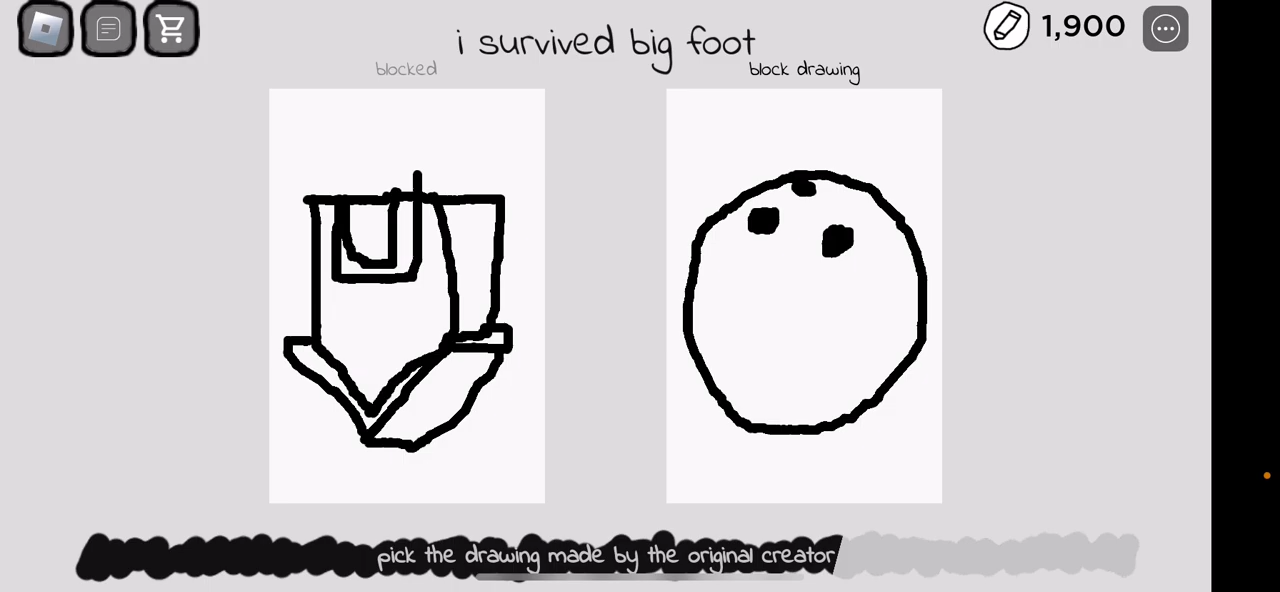 i survived big foot
1,900
blocked
block drawing
pick the drawing made by the original creator